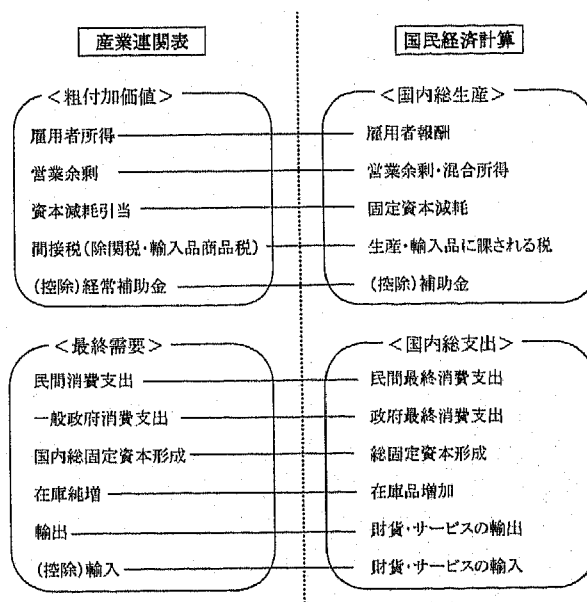 産業連関表
国民経済計算
＜粗付加価値＞
＜国内総生産＞
雇用者所得
雇用者報酬
営業余剰
営業余剰・混合所得
資本減耗引当
固定資本減耗
間接税(除関税・輸入品商品税)
生産・輸入品に課される税
(控除)経常補助金
(控除)補助金
＜最終需要＞
＜国内総支出＞
民間消費支出
民間最終消費支出
一般政府消費支出
政府最終消費支出
国内総固定資本形成
総固定資本形成
在庫純増
在庫品増加
輸出
財貨・サービスの輸出
(控除)輸入
財貨・サービスの輸入